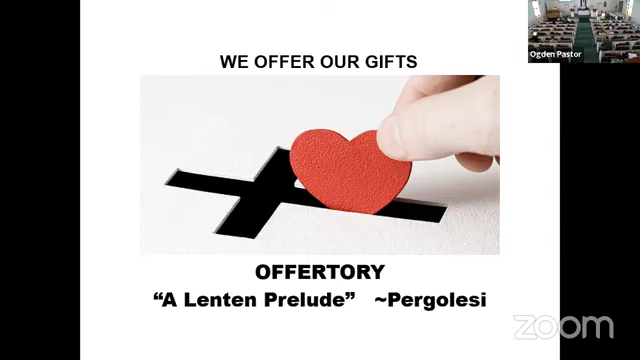 WE OFFER OUR GIFTS
Ogden Pastor
OFFERTORY
“A Lenten Prelude” ~Pergolesi
zoom